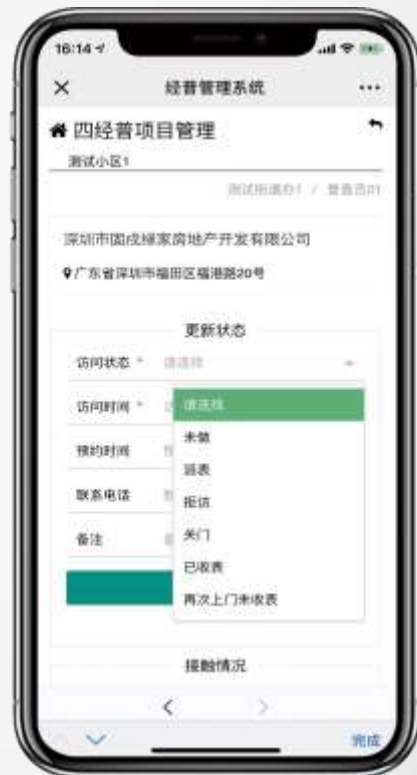 16:14
经普管理系统
四经普项目管理
测试小区1
测试街道办1 / 普查员01
深圳市固成绿家房地产开发有限公司
广东省深圳市福田区福港路20号
更新状态
访问状态 * 请选择
访问时间 *
预约时间
联系电话
备注
请选择
未做
拒访
关门
已收表
再次上门未收表
接触情况
完成